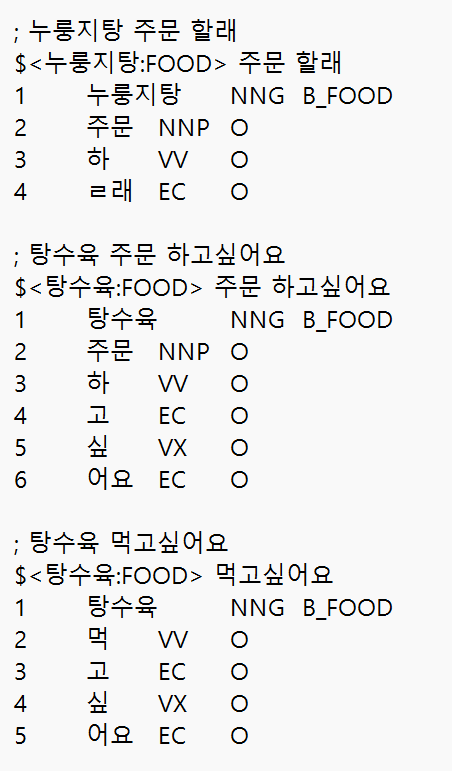 ; 누룽지탕 주문 할래
$<누룽지탕:FOOD> 주문 할래
1 누룽지탕 NNG B_FOOD
2 주문 NNP O
3 하 VV O
4 ㄹ래 EC O
; 탕수육 주문 하고싶어요
$<탕수육:FOOD> 주문 하고싶어요
1 탕수육 NNG B_FOOD
2 주문 NNP O
3 하 VV O
4 고 EC O
5 싶 VX O
6 어요 EC O
; 탕수육 먹고싶어요
$<탕수육:FOOD> 먹고싶어요
1 탕수육 NNG B_FOOD
2 먹 VV O
3 고 EC O
4 싶 VX O
5 어요 EC O